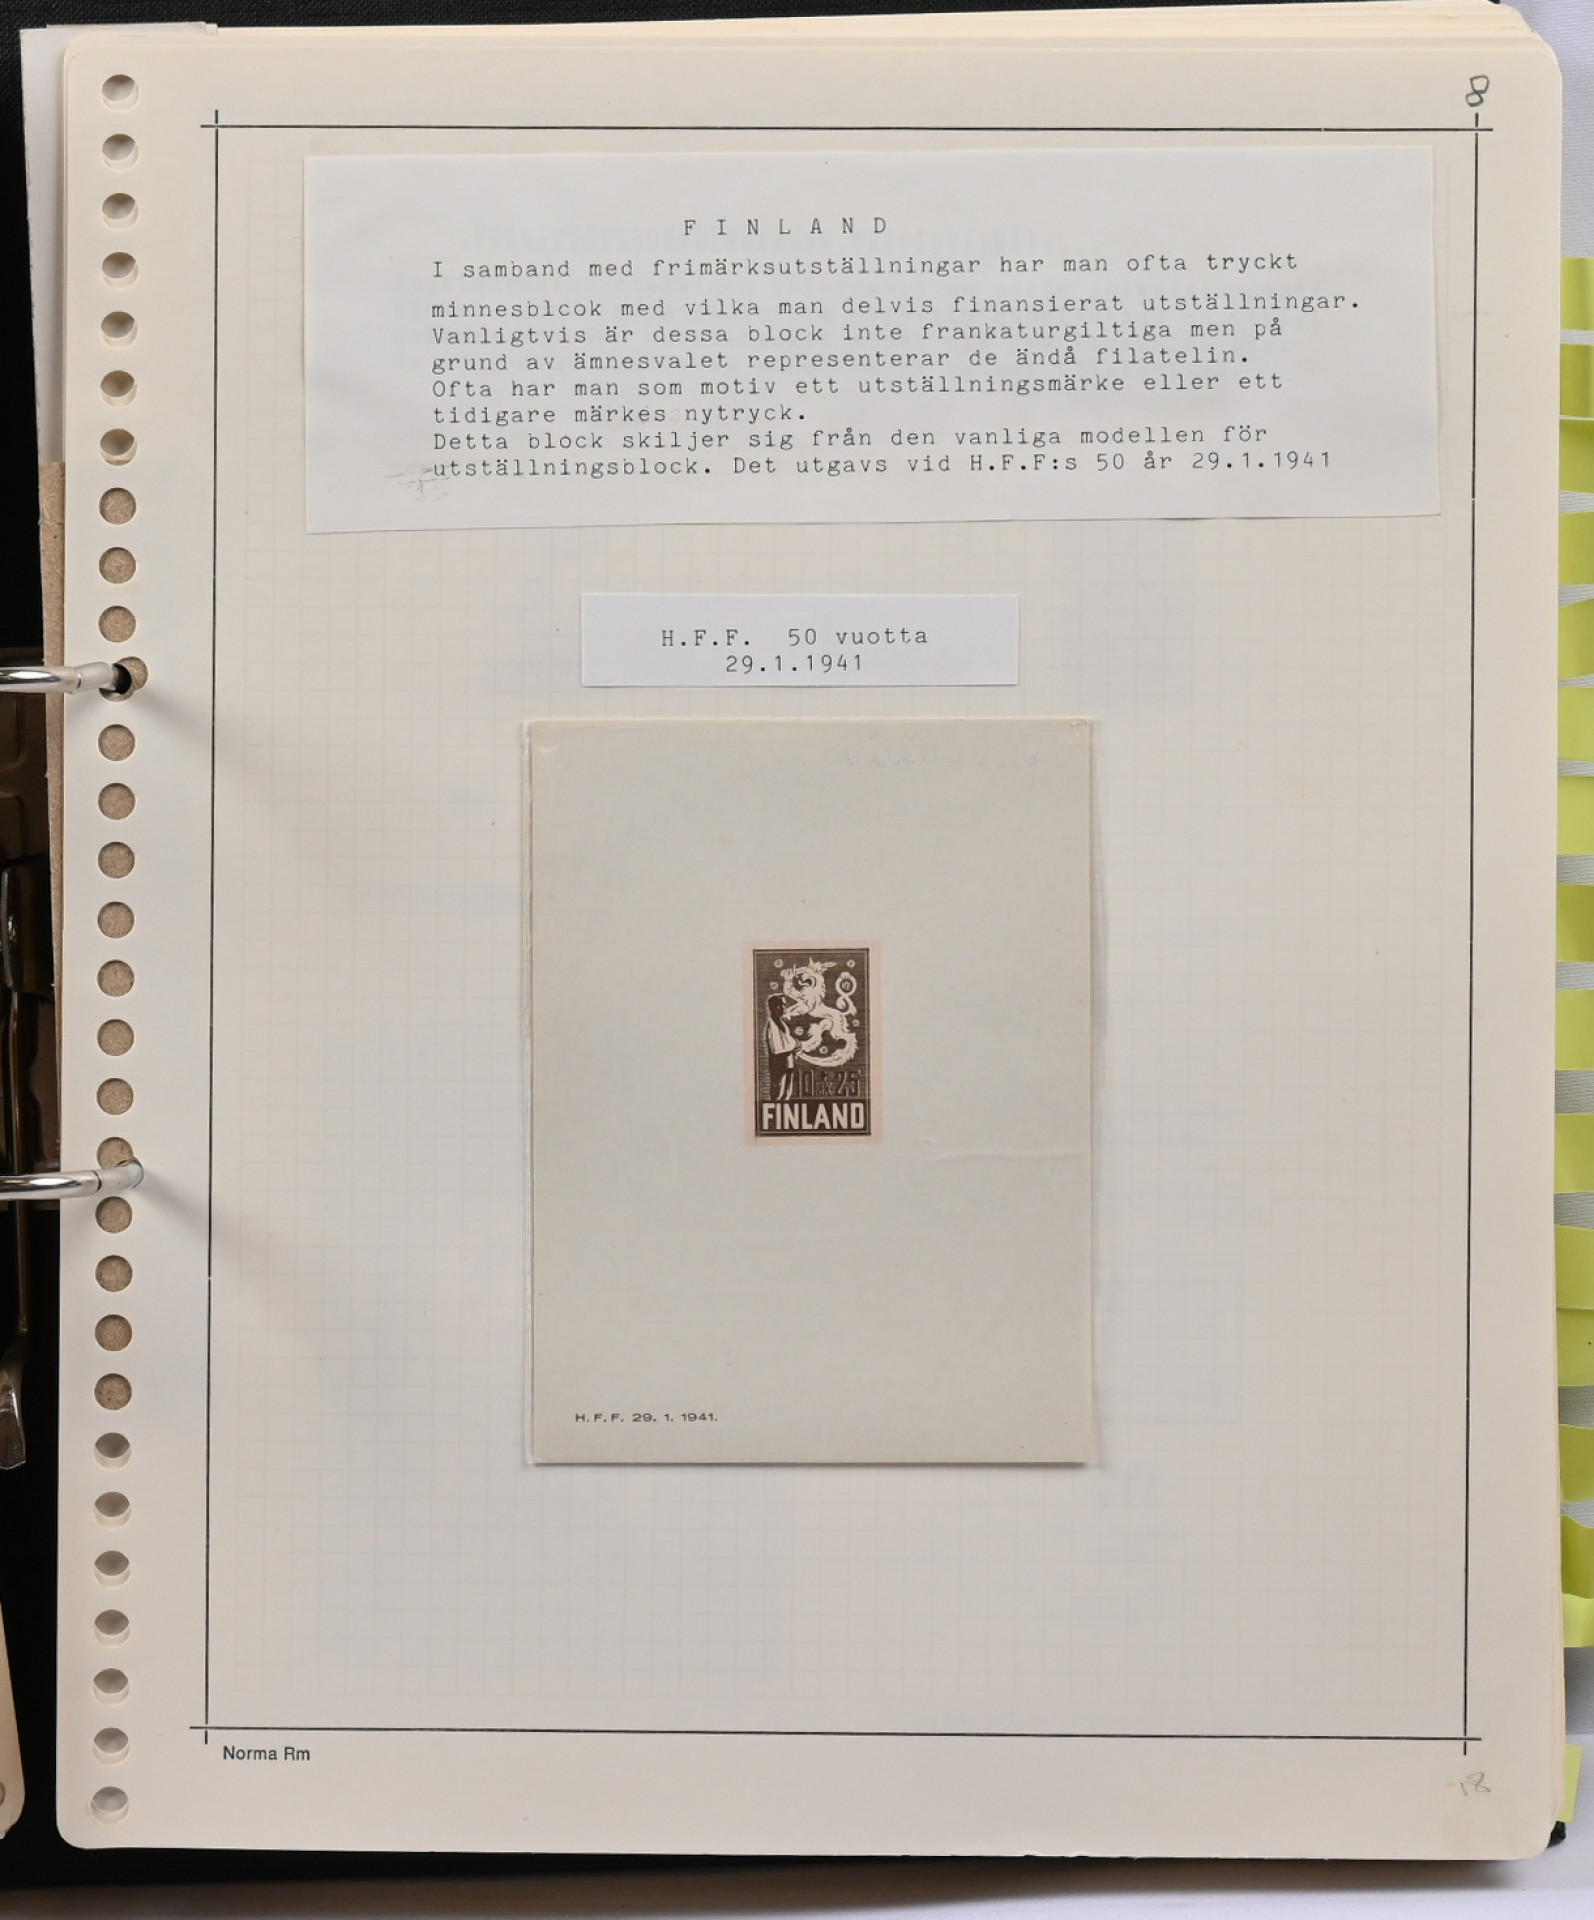 8
F I N L A N D
I samband med frimärksutställningar har man ofta tryckt
minnesblcok med vilka man delvis finansierat utställningar.
Vanligtvis är dessa block inte frankaturgiltiga men på
grund av ämnesvalet representerar de ändå filatelin.
Ofta har man som motiv ett utställningsmärke eller ett
tidigare märkes nytryck.
Detta block skiljer sig från den vanliga modellen för
utställningsblock. Det utgavs vid H.F.F:s 50 år 29.1.1941
H.F.F. 50 vuotta
29.1.1941
10+25
FINLAND
H. F. F. 29. 1. 1941.
Norma Rm
18